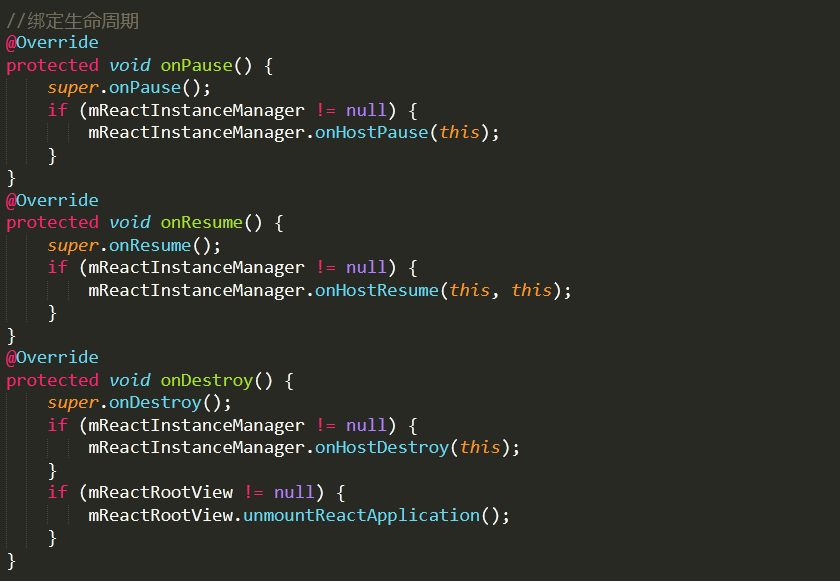 //绑定生命周期
@Override
protected void onPause() {
    super.onPause();
    if (mReactInstanceManager != null) {
        mReactInstanceManager.onHostPause(this);
    }
}
@Override
protected void onResume() {
    super.onResume();
    if (mReactInstanceManager != null) {
        mReactInstanceManager.onHostResume(this, this);
    }
}
@Override
protected void onDestroy() {
    super.onDestroy();
    if (mReactInstanceManager != null) {
        mReactInstanceManager.onHostDestroy(this);
    }
    if (mReactRootView != null) {
        mReactRootView.unmountReactApplication();
    }
}